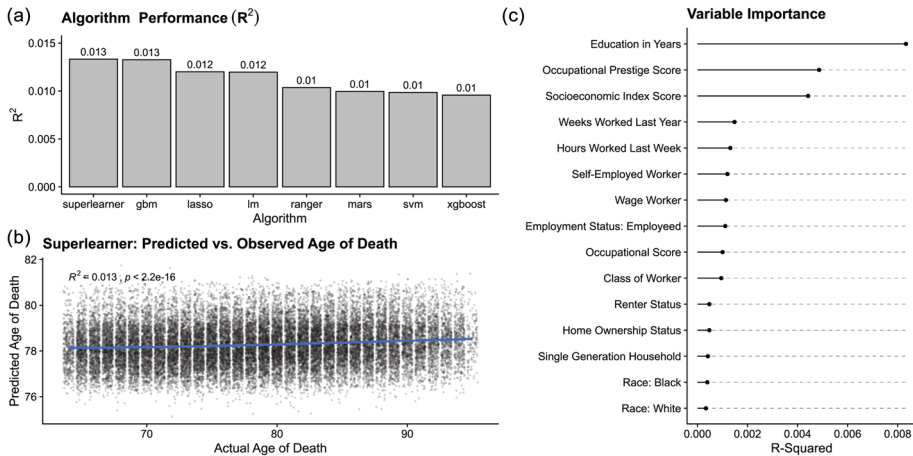 (a)
Algorithm Performance (R²)
0.015
0.010
0.005
0.000
R²
0.013
0.013
0.012
0.012
0.01
0.01
0.01
0.01
superlearner gbm lasso lm ranger mars svm xgboost
Algorithm
(b)
Superlearner: Predicted vs. Observed Age of Death
R² = 0.013 , p < 2.2e-16
82
80
78
76
Predicted Age of Death
70 80 90
Actual Age of Death
(c)
Variable Importance
Education in Years
Occupational Prestige Score
Socioeconomic Index Score
Weeks Worked Last Year
Hours Worked Last Week
Self-Employed Worker
Wage Worker
Employment Status: Employeed
Occupational Score
Class of Worker
Renter Status
Home Ownership Status
Single Generation Household
Race: Black
Race: White
0.000 0.002 0.004 0.006 0.008
R-Squared